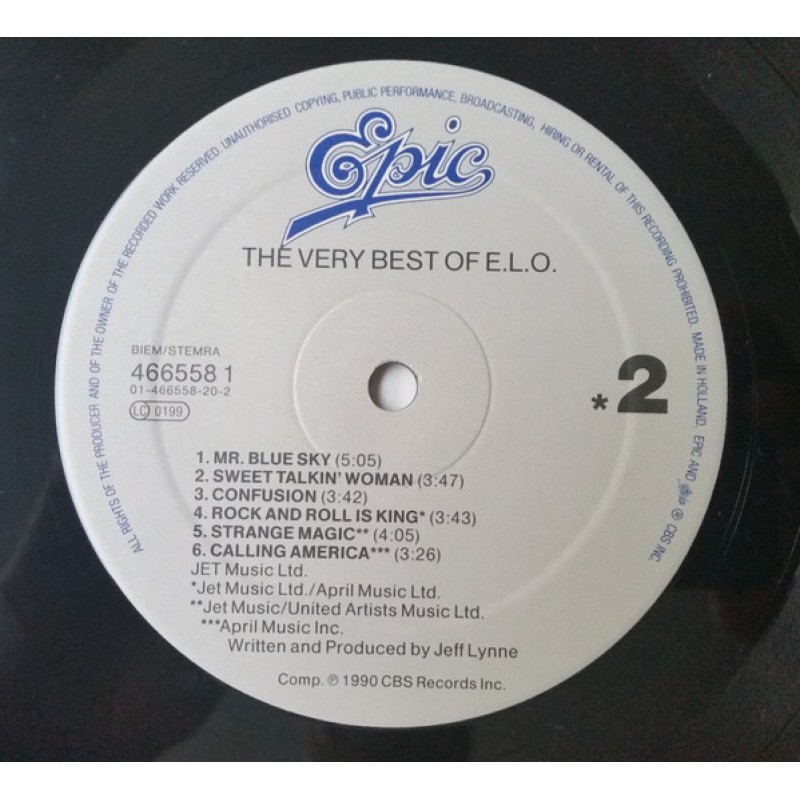 ALL RIGHTS OF THE PRODUCER AND OF THE OWNER OF THE RECORDED WORK RESERVED. UNAUTHORISED COPYING, PUBLIC PERFORMANCE, BROADCASTING, HIRING OR RENTAL OF THIS RECORDING PROHIBITED. MADE IN HOLLAND. EPIC AND Epic ℗ CBS INC.
Epic
THE VERY BEST OF E.L.O.
BIEM/STEMRA
466558 1
01-466558-20-2
LC 0199
*2
1. MR. BLUE SKY (5:05)
2. SWEET TALKIN' WOMAN (3:47)
3. CONFUSION (3:42)
4. ROCK AND ROLL IS KING* (3:43)
5. STRANGE MAGIC** (4:05)
6. CALLING AMERICA*** (3:26)
JET Music Ltd.
*Jet Music Ltd./April Music Ltd.
**Jet Music/United Artists Music Ltd.
***April Music Inc.
Written and Produced by Jeff Lynne
Comp. ℗ 1990 CBS Records Inc.